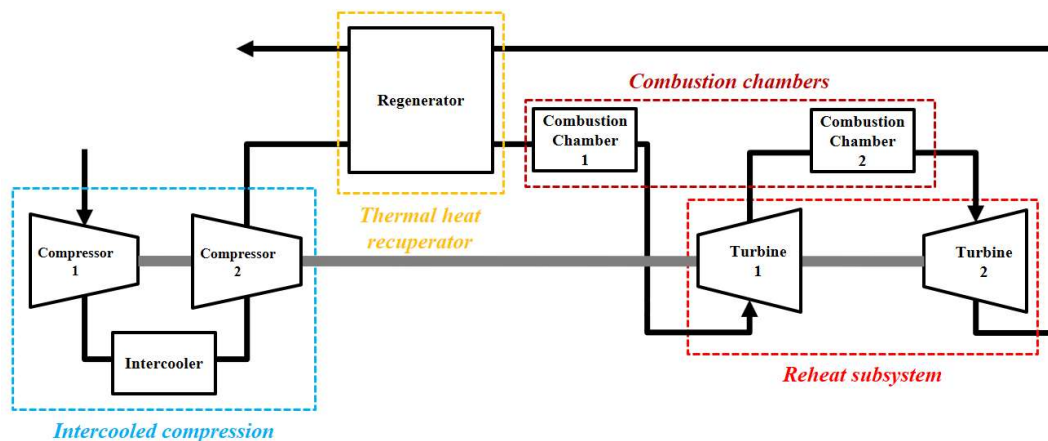 Regenerator
Combustion chambers
Combustion
Chamber
1
Combustion
Chamber
2
Thermal heat
recuperator
Compressor
1
Compressor
2
Turbine
1
Turbine
2
Intercooler
Reheat subsystem
Intercooled compression